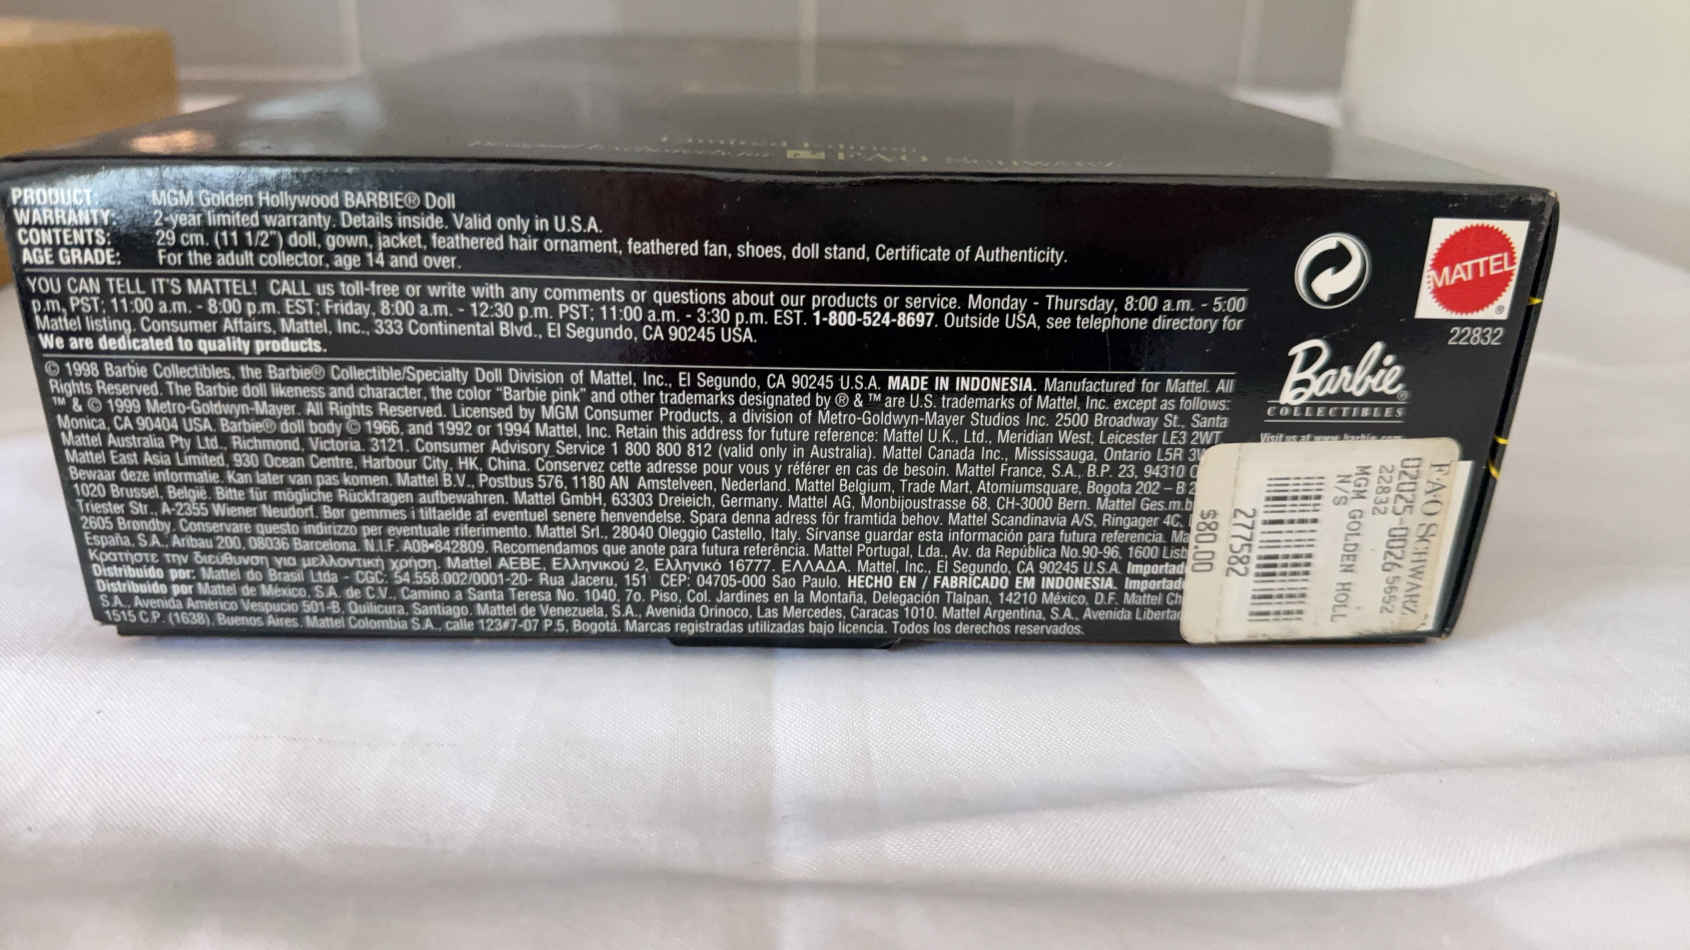 Limited Edition
FAO SCHWARZ
PRODUCT: MGM Golden Hollywood BARBIE® Doll
WARRANTY: 2-year limited warranty. Details inside. Valid only in U.S.A.
CONTENTS: 29 cm. (11 1/2") doll, gown, jacket, feathered hair ornament, feathered fan, shoes, doll stand, Certificate of Authenticity.
AGE GRADE: For the adult collector, age 14 and over.
YOU CAN TELL IT'S MATTEL! CALL us toll-free or write with any comments or questions about our products or service. Monday - Thursday, 8:00 a.m. - 5:00
p.m. PST; 11:00 a.m. - 8:00 p.m. EST; Friday, 8:00 a.m. - 12:30 p.m. PST; 11:00 a.m. - 3:30 p.m. EST. 1-800-524-8697. Outside USA, see telephone directory for
Mattel listing. Consumer Affairs, Mattel, Inc., 333 Continental Blvd., El Segundo, CA 90245 USA.
We are dedicated to quality products.
© 1998 Barbie Collectibles, the Barbie® Collectible/Specialty Doll Division of Mattel, Inc., El Segundo, CA 90245 U.S.A. MADE IN INDONESIA. Manufactured for Mattel. All
Rights Reserved. The Barbie doll likeness and character, the color "Barbie pink" and other trademarks designated by ® & ™ are U.S. trademarks of Mattel, Inc. except as follows:
™ & © 1999 Metro-Goldwyn-Mayer. All Rights Reserved. Licensed by MGM Consumer Products, a division of Metro-Goldwyn-Mayer Studios Inc. 2500 Broadway St., Santa
Monica, CA 90404 USA. Barbie® doll body © 1966, and 1992 or 1994 Mattel, Inc. Retain this address for future reference: Mattel U.K., Ltd., Meridian West, Leicester LE3 2WT.
Mattel Australia Pty Ltd., Richmond, Victoria. 3121. Consumer Advisory Service 1 800 800 812 (valid only in Australia). Mattel Canada Inc., Mississauga, Ontario L5R 3W
Mattel East Asia Limited, 930 Ocean Centre, Harbour City, HK, China. Conservez cette adresse pour vous y référer en cas de besoin. Mattel France, S.A., B.P. 23, 94310 O
Bewaar deze informatie. Kan later van pas komen. Mattel B.V., Postbus 576, 1180 AN Amstelveen, Nederland. Mattel Belgium, Trade Mart, Atomiumsquare, Bogota 202 – B 2
1020 Brussel, België. Bitte für mögliche Rückfragen aufbewahren. Mattel GmbH, 63303 Dreieich, Germany. Mattel AG, Monbijoustrasse 68, CH-3000 Bern. Mattel Ges.m.b
Triester Str., A-2355 Wiener Neudorf. Bør gemmes i tilfælde af eventuel senere henvendelse. Spara denna adress för framtida behov. Mattel Scandinavia A/S, Ringager 4C,
2605 Brøndby. Conservare questo indirizzo per eventuale riferimento. Mattel Srl., 28040 Oleggio Castello, Italy. Sírvanse guardar esta información para futura referencia. Ma
España, S.A., Aribau 200, 08036 Barcelona. N.I.F. A08•842809. Recomendamos que anote para futura referência. Mattel Portugal, Lda., Av. da República No.90-96, 1600 Lisb
Κρατήστε την διεύθυνση για μελλοντική χρήση. Mattel AEBE, Ελληνικού 2, Ελληνικό 16777. ΕΛΛΑΔΑ. Mattel, Inc., El Segundo, CA 90245 U.S.A. Importad
Distribuído por: Mattel do Brasil Ltda - CGC: 54.558.002/0001-20- Rua Jaceru, 151 CEP: 04705-000 Sao Paulo. HECHO EN / FABRICADO EM INDONESIA. Importad
Distribuido por Mattel de México, S.A. de C.V., Camino a Santa Teresa No. 1040, 7o. Piso, Col. Jardines en la Montaña, Delegación Tlalpan, 14210 México, D.F. Mattel Ch
S.A., Avenida Américo Vespucio 501-B, Quilicura, Santiago. Mattel de Venezuela, S.A., Avenida Orinoco, Las Mercedes, Caracas 1010. Mattel Argentina, S.A., Avenida Libertad
1515 C.P. (1638), Buenos Aires. Mattel Colombia S.A., calle 123#7-07 P.5, Bogotá. Marcas registradas utilizadas bajo licencia. Todos los derechos reservados.
MATTEL®
22832
Barbie®
COLLECTIBLES
Visit us at www.barbie.com
FAO SCHWARZ
02025-0026 5692
22832
MGM GOLDEN HOLL
N/S
277582
$80.00